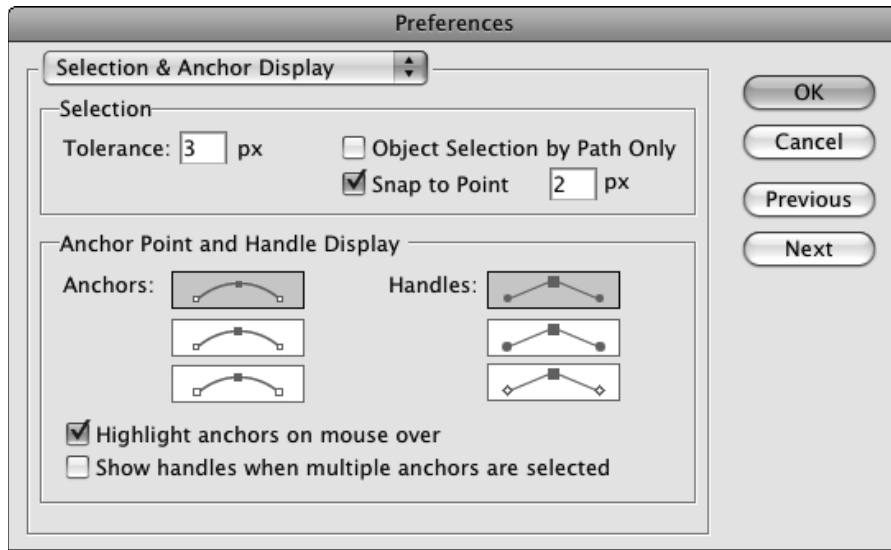 Preferences
Selection & Anchor Display
Selection
Tolerance: 3 px
Object Selection by Path Only
Snap to Point 2 px
Anchor Point and Handle Display
Anchors:
Handles:
Highlight anchors on mouse over
Show handles when multiple anchors are selected
OK
Cancel
Previous
Next